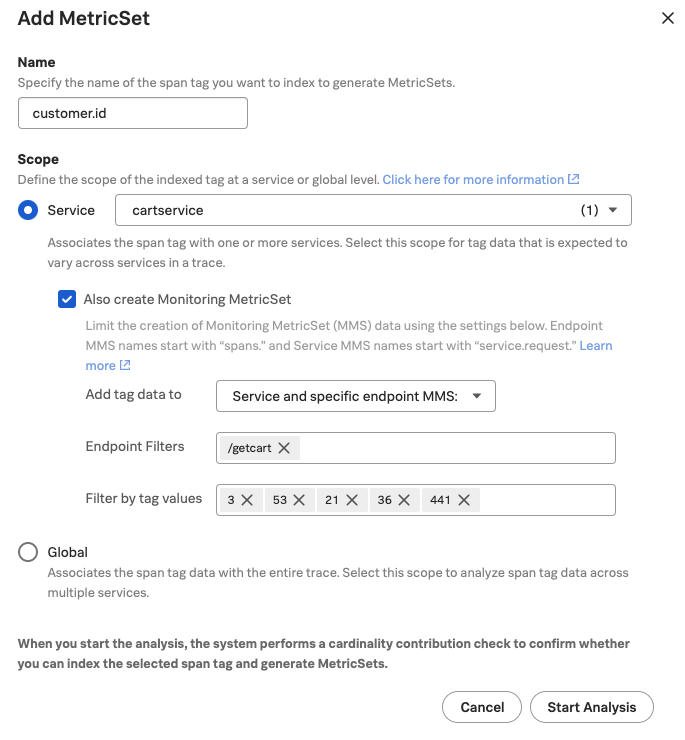 Add MetricSet
Name
Specify the name of the span tag you want to index to generate MetricSets.
customer.id
Scope
Define the scope of the indexed tag at a service or global level. Click here for more information
Service
cartservice (1)
Associates the span tag with one or more services. Select this scope for tag data that is expected to
vary across services in a trace.
Also create Monitoring MetricSet
Limit the creation of Monitoring MetricSet (MMS) data using the settings below. Endpoint
MMS names start with “spans.” and Service MMS names start with “service.request.” Learn
more
Add tag data to
Service and specific endpoint MMS:
Endpoint Filters
/getcart
Filter by tag values
3 53 21 36 441
Global
Associates the span tag data with the entire trace. Select this scope to analyze span tag data across
multiple services.
When you start the analysis, the system performs a cardinality contribution check to confirm whether
you can index the selected span tag and generate MetricSets.
Cancel
Start Analysis